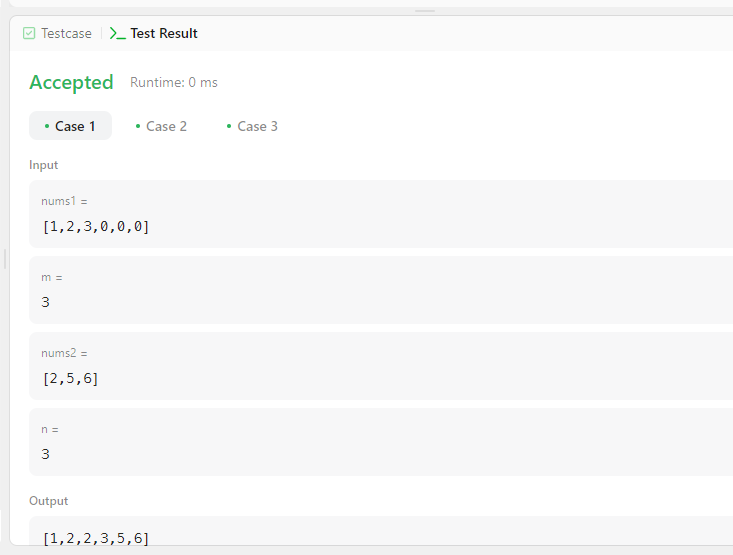 Testcase
Test Result
Accepted Runtime: 0 ms
Case 1 Case 2 Case 3
Input
nums1 =
[1,2,3,0,0,0]
m =
3
nums2 =
[2,5,6]
n =
3
Output
[1,2,2,3,5,6]